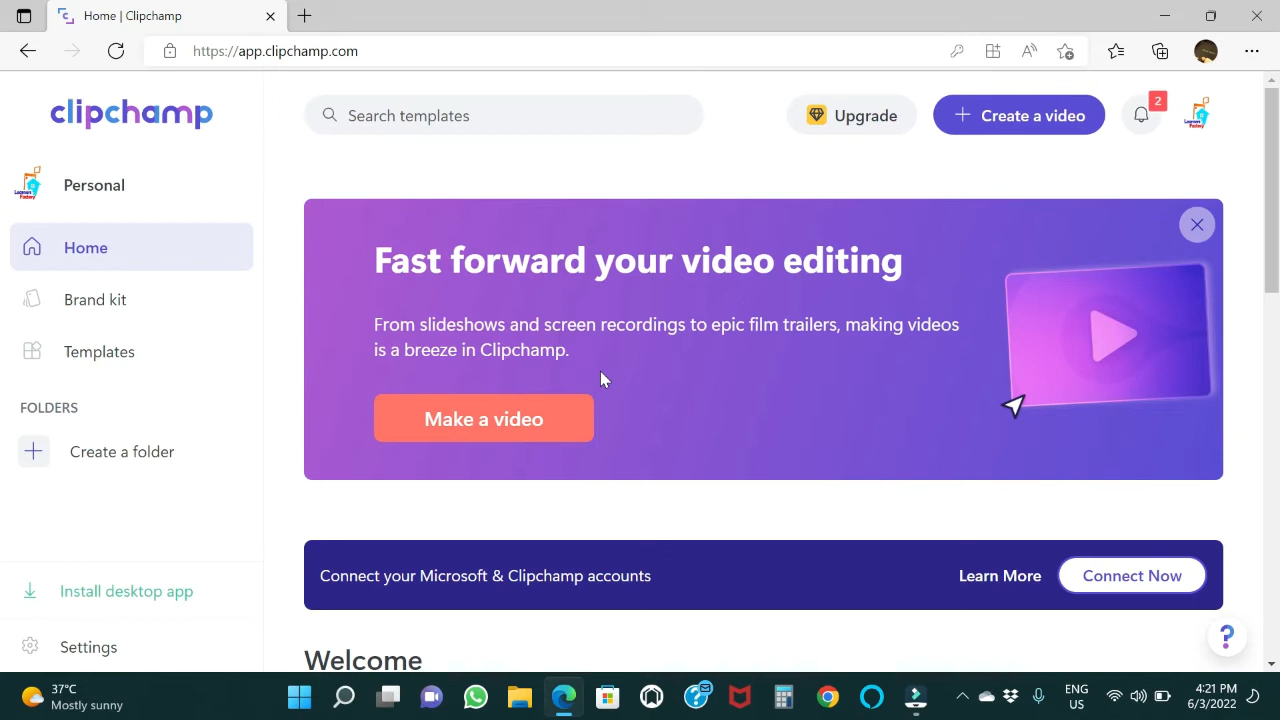 Home | Clipchamp
https://app.clipchamp.com
clipchamp
Search templates
Upgrade
Create a video
2
Learners
Factory
Personal
Home
Brand kit
Templates
FOLDERS
Create a folder
Install desktop app
Settings
Fast forward your video editing
From slideshows and screen recordings to epic film trailers, making videos
is a breeze in Clipchamp.
Make a video
Connect your Microsoft & Clipchamp accounts
Learn More
Connect Now
Welcome
?
37°C
Mostly sunny
ENG
US
4:21 PM
6/3/2022